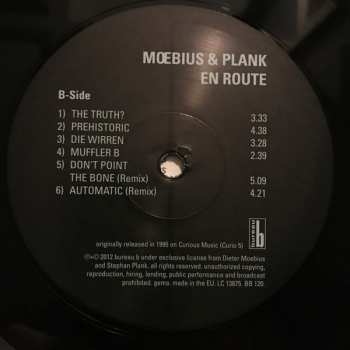 MŒBIUS & PLANK
EN ROUTE
B-Side
1) THE TRUTH? 3.33
2) PREHISTORIC 4.38
3) DIE WIRREN 3.28
4) MUFFLER B 2.39
5) DON'T POINT
THE BONE (Remix) 5.09
6) AUTOMATIC (Remix) 4.21
originally released in 1995 on Curious Music (Curio 5)
bureau b
℗+© 2012 bureau b under exclusive license from Dieter Moebius
and Stephan Plank. all rights reserved. unauthorized copying,
reproduction, hiring, lending, public performance and broadcast
prohibited. gema. made in the EU. LC 13875. BB 120